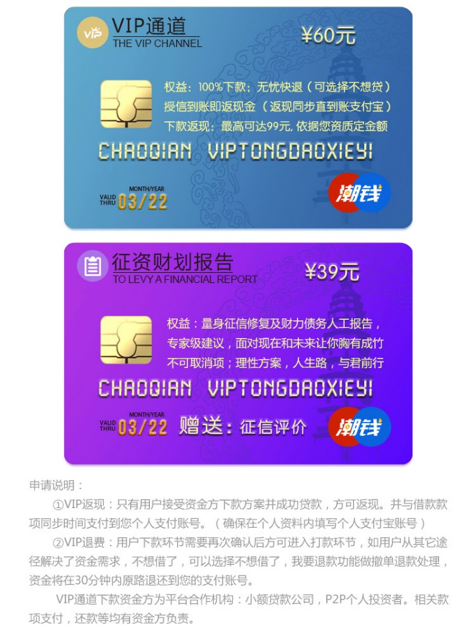 VIP
VIP通道
THE VIP CHANNEL
¥60元
权益：100%下款；无忧快退（可选择不想贷）
授信到账即返现金（返现同步直到账支付宝）
下款返现：最高可达99元, 依据您资质定金额
CHAOQIAN VIPTONGDAOXIEYI
MONTH/YEAR
VALID
THRU
03/22
潮钱
征资财划报告
TO LEVY A FINANCIAL REPORT
¥39元
权益：量身征信修复及财力债务人工报告，
专家级建议，面对现在和未来让你胸有成竹
不可取消项；理性方案，人生路，与君前行
CHAOQIAN VIPTONGDAOXIEYI
MONTH/YEAR
VALID
THRU
03/22
赠送：征信评价
潮钱
申请说明：
①VIP返现：只有用户接受资金方下款方案并成功贷款，方可返现。并与借款款
项同步时间支付到您个人支付账号。（确保在个人资料内填写个人支付宝账号）
②VIP退费：用户下款环节需要再次确认后方可进入打款环节，如用户从其它途
径解决了资金需求，不想借了，可以选择不想借了，我要退款功能做撤单退款处理，
资金将在30分钟内原路退还到您的支付账号。
VIP通道下款资金方为平台合作机构：小额贷款公司，P2P个人投资者。相关款
项支付，还款等均有资金方负责。